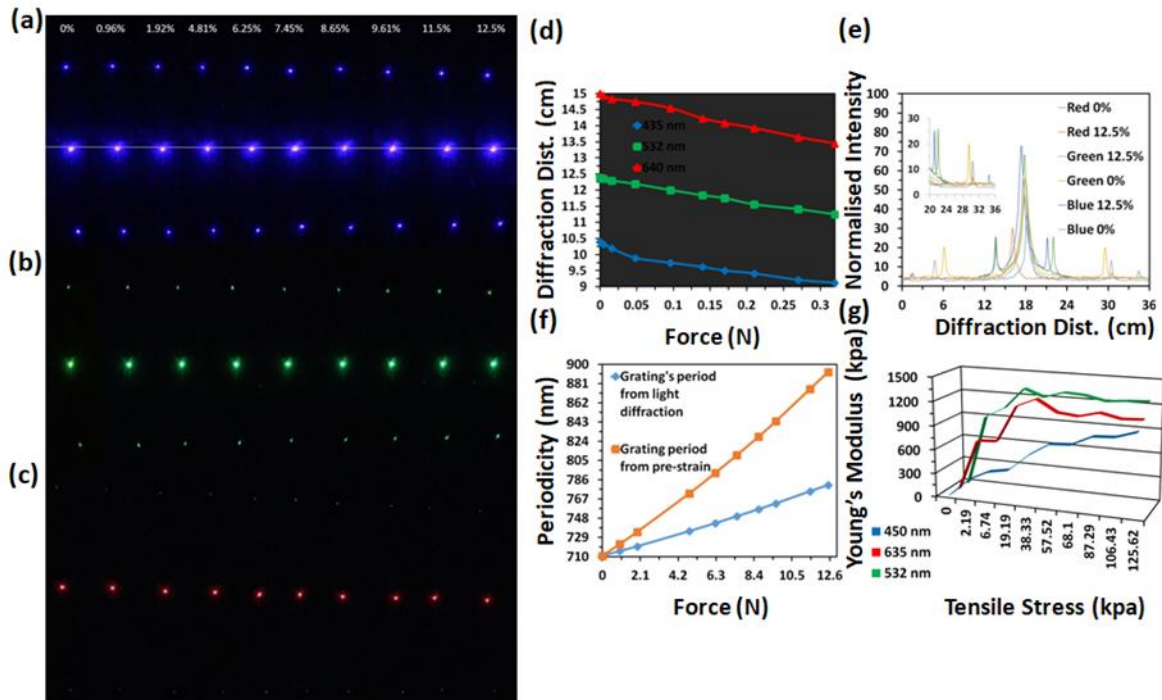 (a)
0% 0.96% 1.92% 4.81% 6.25% 7.45% 8.65% 9.61% 11.5% 12.5%
(b)
(c)
(d)
Diffraction Dist. (cm)
15
14.5
14
13.5
13
12.5
12
11.5
11
10.5
10
9.5
9
435 nm
532 nm
640 nm
0 0.05 0.1 0.15 0.2 0.25 0.3
Force (N)
(e)
Normalised Intensity
100
90
80
70
60
50
40
30
20
10
0
30
20
10
0
20 22 24 26 28 30 32 34 36
Red 0%
Red 12.5%
Green 12.5%
Green 0%
Blue 12.5%
Blue 0%
0 6 12 18 24 30 36
Diffraction Dist. (cm)
(f)
Periodicity (nm)
900
881
862
843
824
805
786
767
748
729
710
Grating's period
from light
diffraction
Grating period
from pre-strain
0 2.1 4.2 6.3 8.4 10.5 12.6
Force (N)
(g)
Young's Modulus (kpa)
1500
1200
900
600
300
0
0
2.19
6.74
19.19
38.33
57.52
68.1
87.29
106.43
125.62
450 nm
635 nm
532 nm
Tensile Stress (kpa)